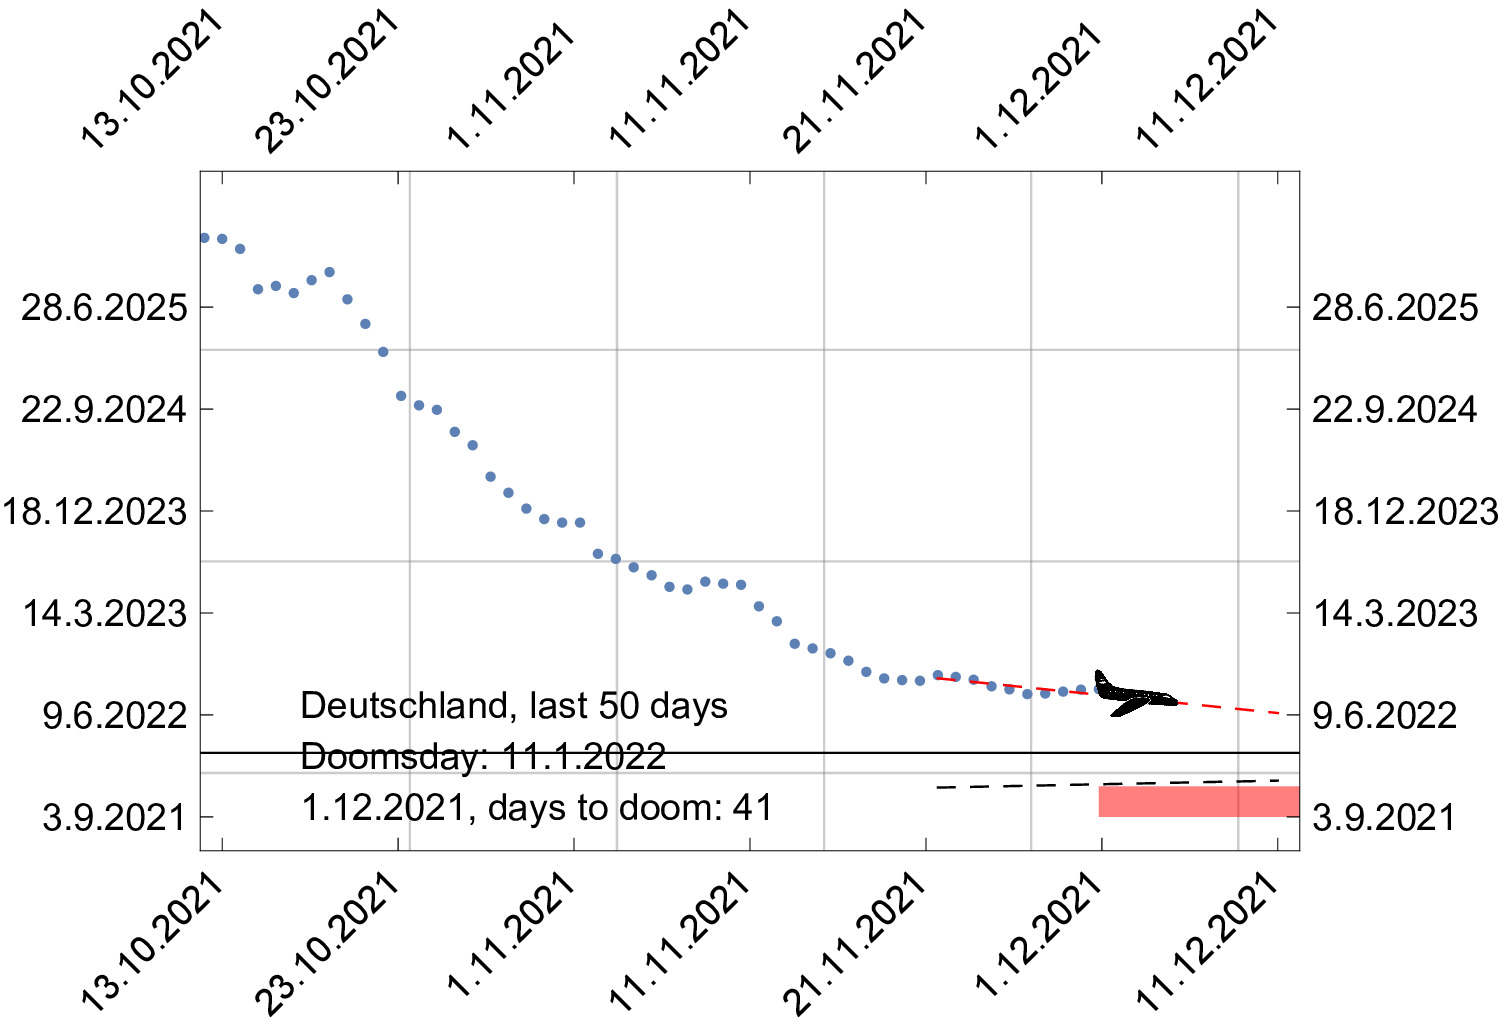 13.10.2021 23.10.2021 1.11.2021 11.11.2021 21.11.2021 1.12.2021 11.12.2021
28.6.2025 28.6.2025
22.9.2024 22.9.2024
18.12.2023 18.12.2023
14.3.2023 14.3.2023
Deutschland, last 50 days
9.6.2022 9.6.2022
Doomsday: 11.1.2022
1.12.2021, days to doom: 41
3.9.2021 3.9.2021
13.10.2021 23.10.2021 1.11.2021 11.11.2021 21.11.2021 1.12.2021 11.12.2021